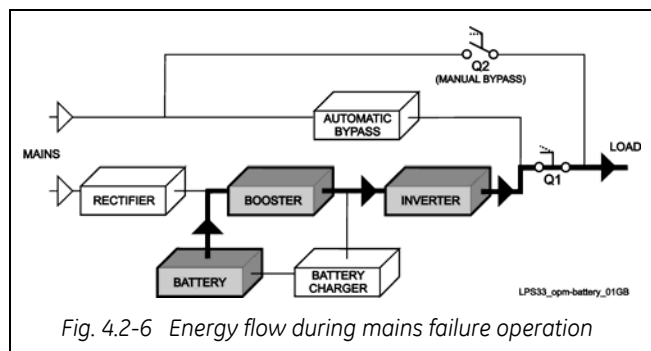 Q2
(MANUAL BYPASS)
AUTOMATIC
BYPASS
MAINS
LOAD
Q1
RECTIFIER
BOOSTER
INVERTER
BATTERY
BATTERY
CHARGER
LPS33_opm-battery_01GB
Fig. 4.2-6 Energy flow during mains failure operation